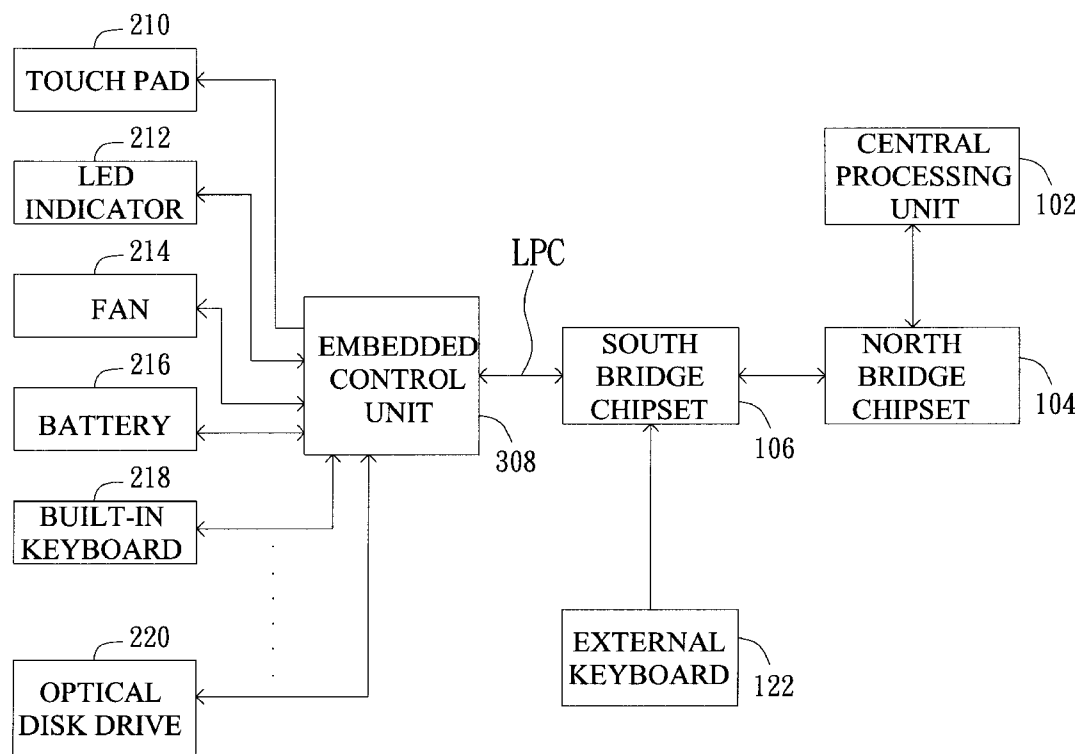 210
TOUCH PAD
212
LED
INDICATOR
214
FAN
216
BATTERY
218
BUILT-IN
KEYBOARD
220
OPTICAL
DISK DRIVE
EMBEDDED
CONTROL
UNIT
308
LPC
SOUTH
BRIDGE
CHIPSET
106
EXTERNAL
KEYBOARD
122
CENTRAL
PROCESSING
UNIT
102
NORTH
BRIDGE
CHIPSET
104